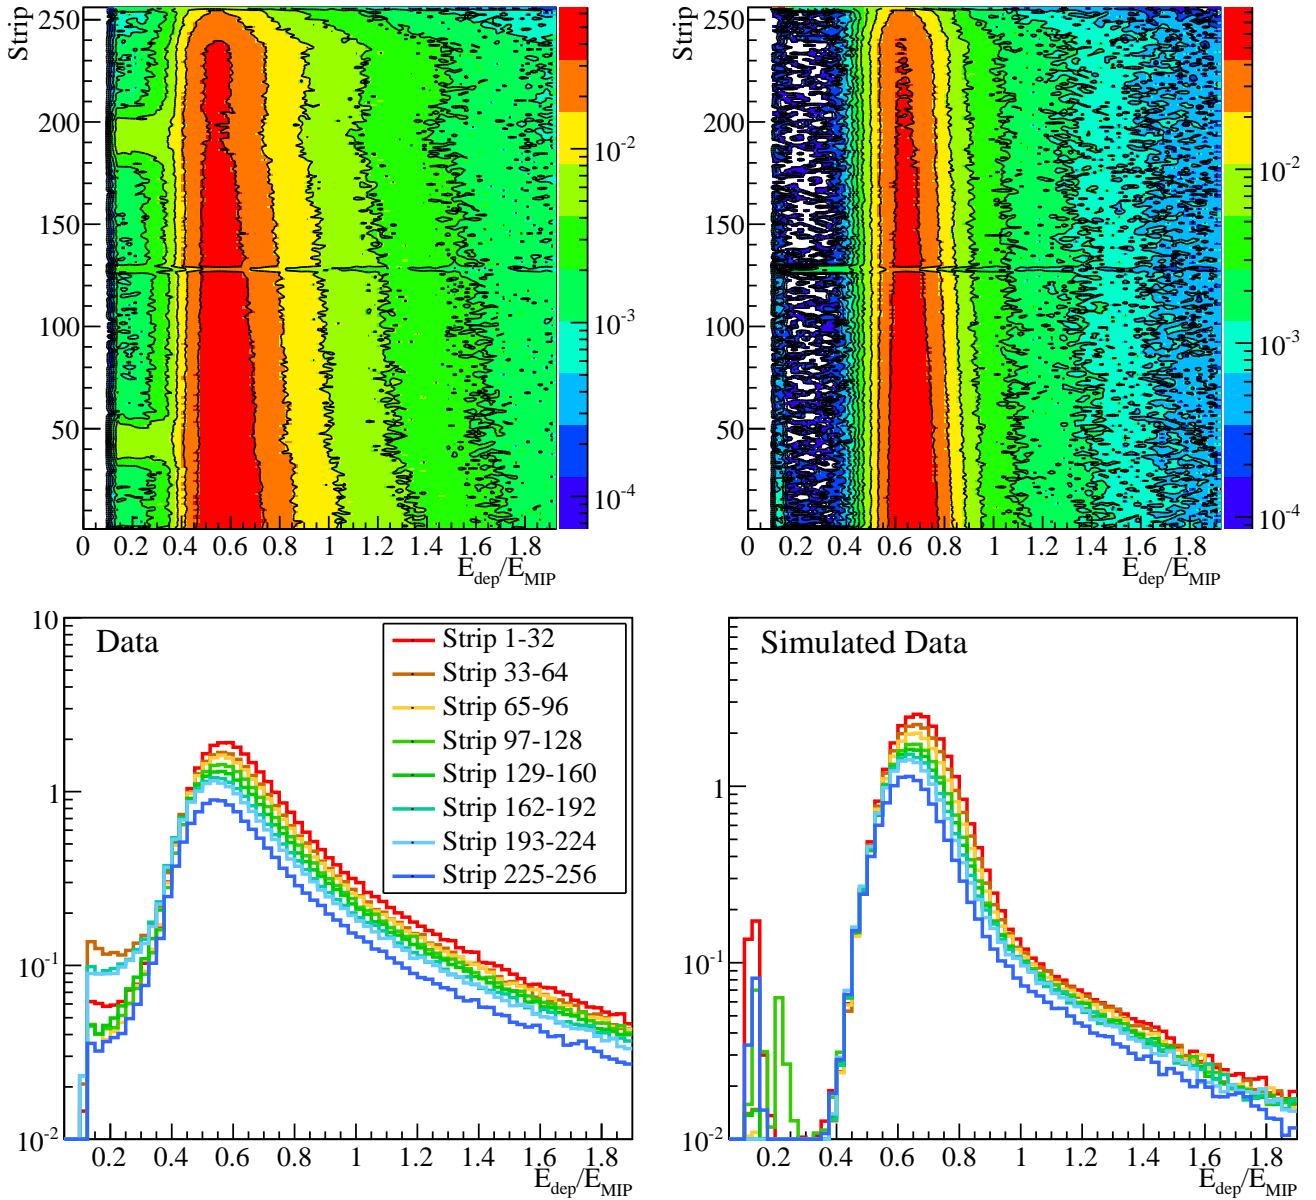 Strip
250
200
150
100
50
0 0.2 0.4 0.6 0.8 1 1.2 1.4 1.6 1.8
E_dep/E_MIP
10^-2
10^-3
10^-4
Strip
250
200
150
100
50
0 0.2 0.4 0.6 0.8 1 1.2 1.4 1.6 1.8
E_dep/E_MIP
10^-2
10^-3
10^-4
Data
10
1
10^-1
10^-2
Strip 1-32
Strip 33-64
Strip 65-96
Strip 97-128
Strip 129-160
Strip 162-192
Strip 193-224
Strip 225-256
0.2 0.4 0.6 0.8 1 1.2 1.4 1.6 1.8
E_dep/E_MIP
Simulated Data
1
10^-1
10^-2
0.2 0.4 0.6 0.8 1 1.2 1.4 1.6 1.8
E_dep/E_MIP